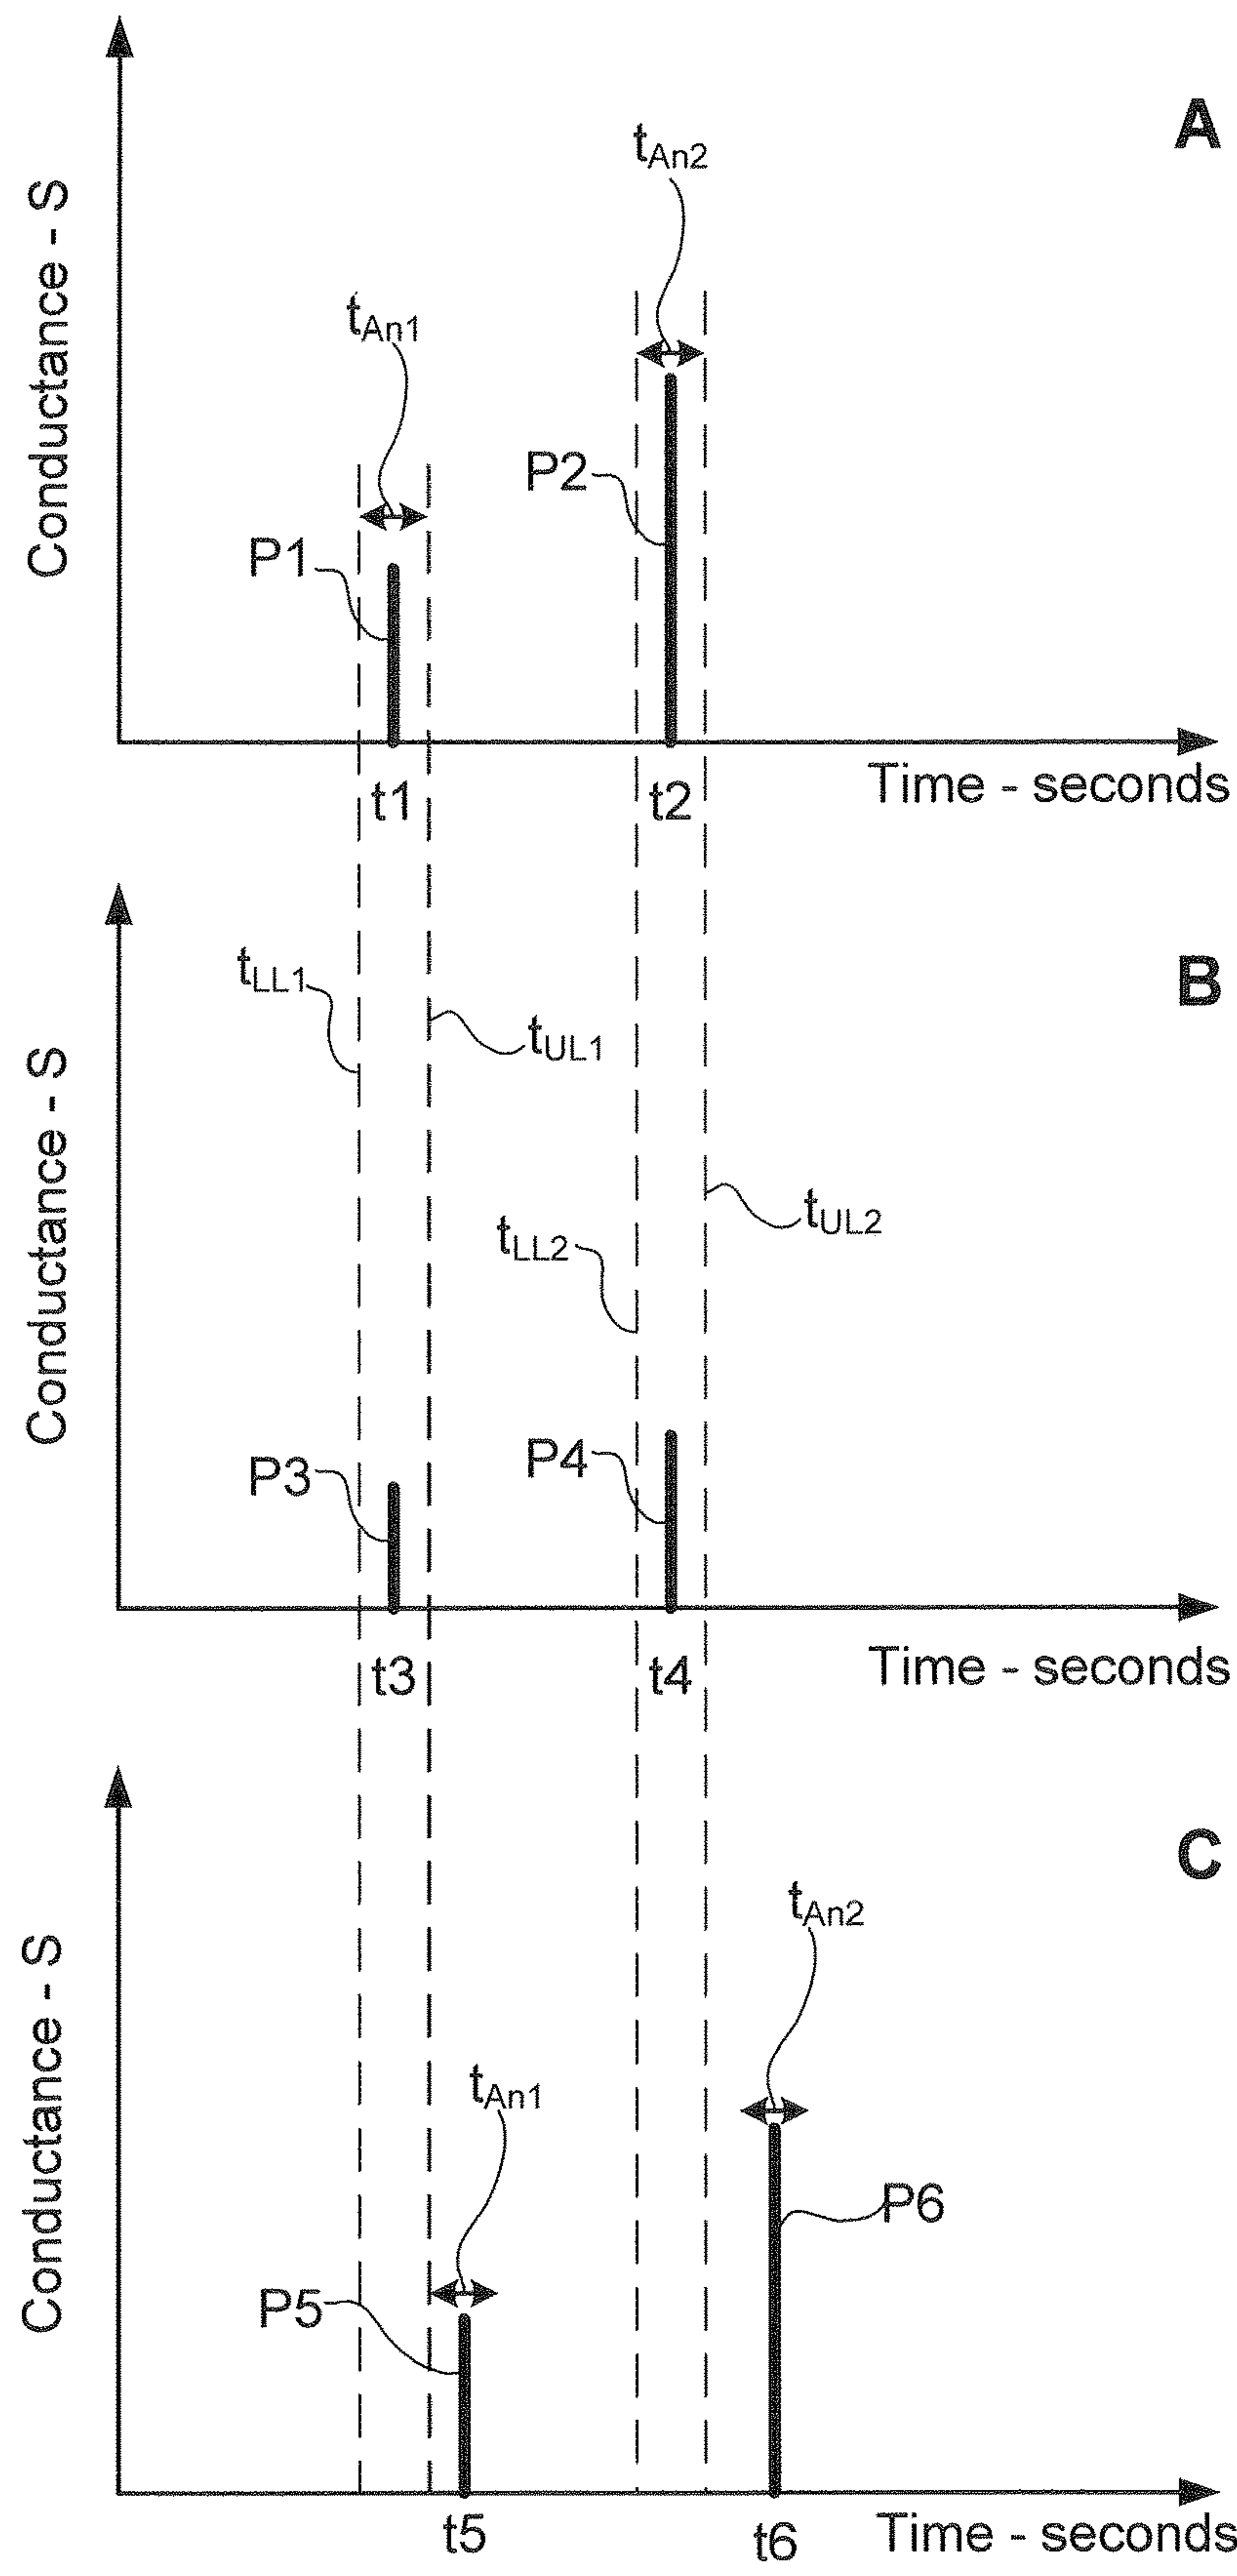 A
tAn2
tAn1
Conductance - S
P2
P1
t1
t2
Time - seconds
B
tLL1
tUL1
tUL2
tLL2
Conductance - S
P4
P3
t3
t4
Time - seconds
C
tAn2
tAn1
Conductance - S
P6
P5
t5
t6
Time - seconds